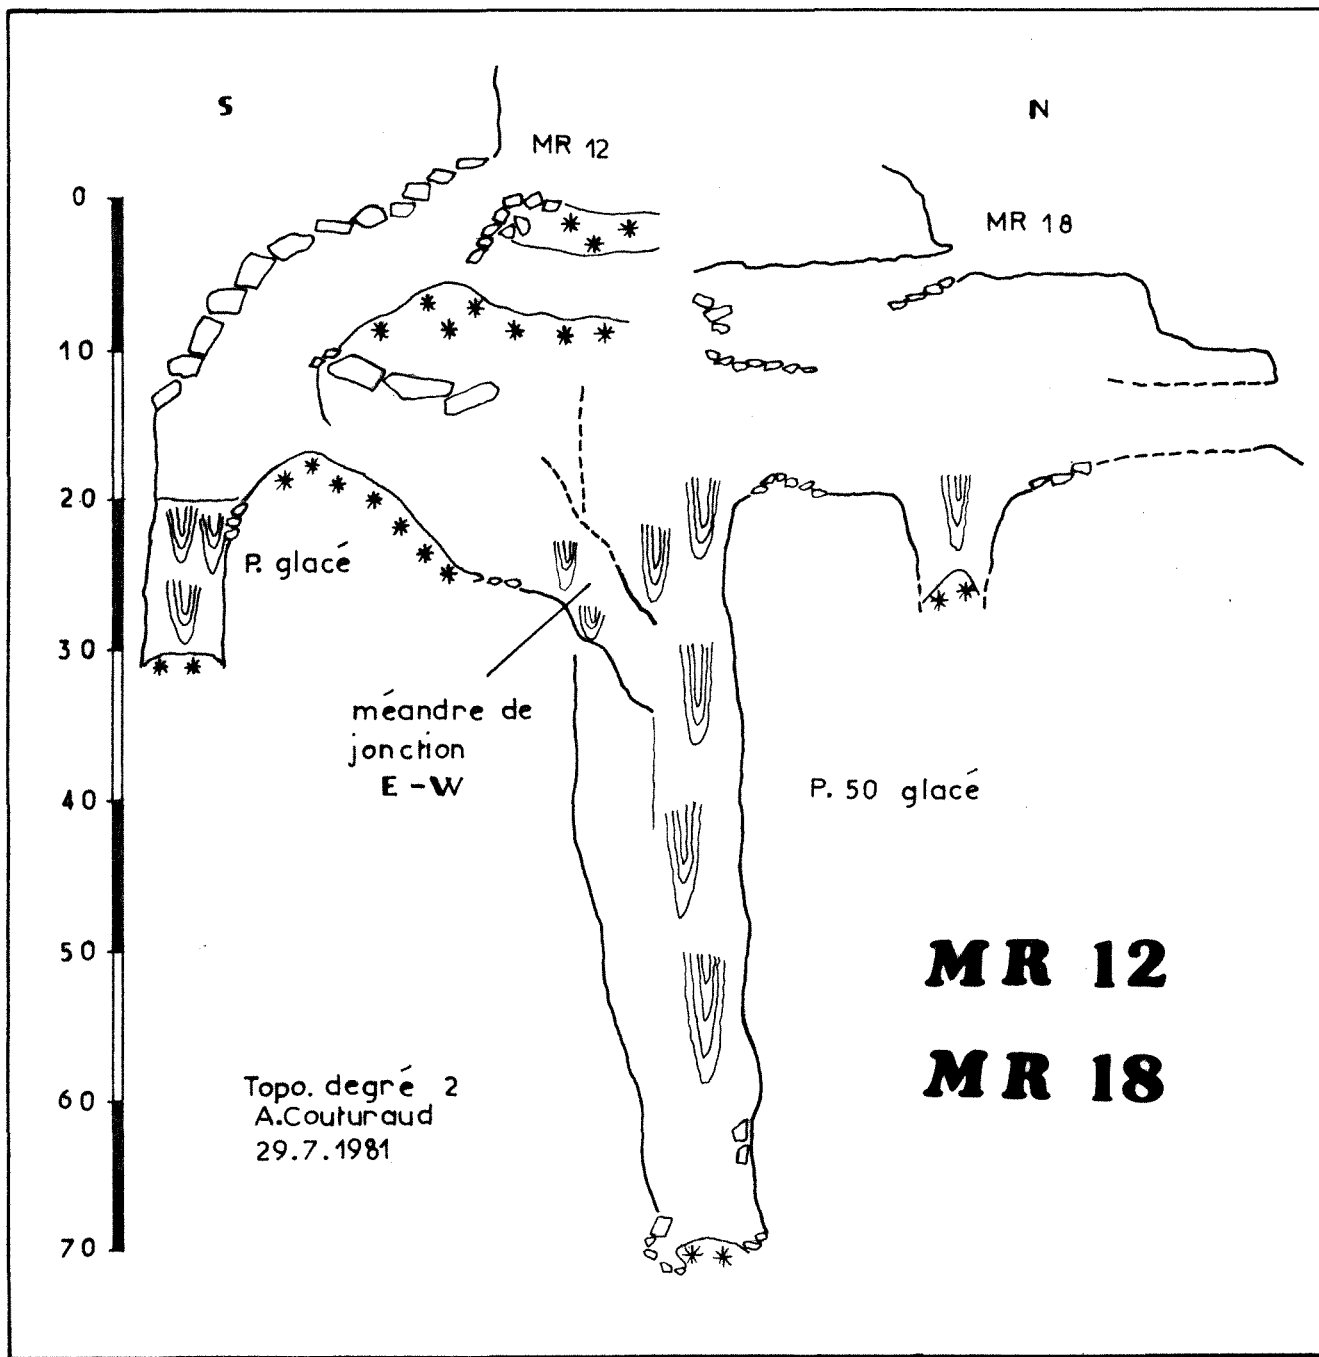 S
N
MR 12
MR 18
0
10
20
30
40
50
60
70
P. glacé
méandre de
jonction
E-W
P. 50 glacé
MR 12
MR 18
Topo. degré 2
A.Couturaud
29.7.1981